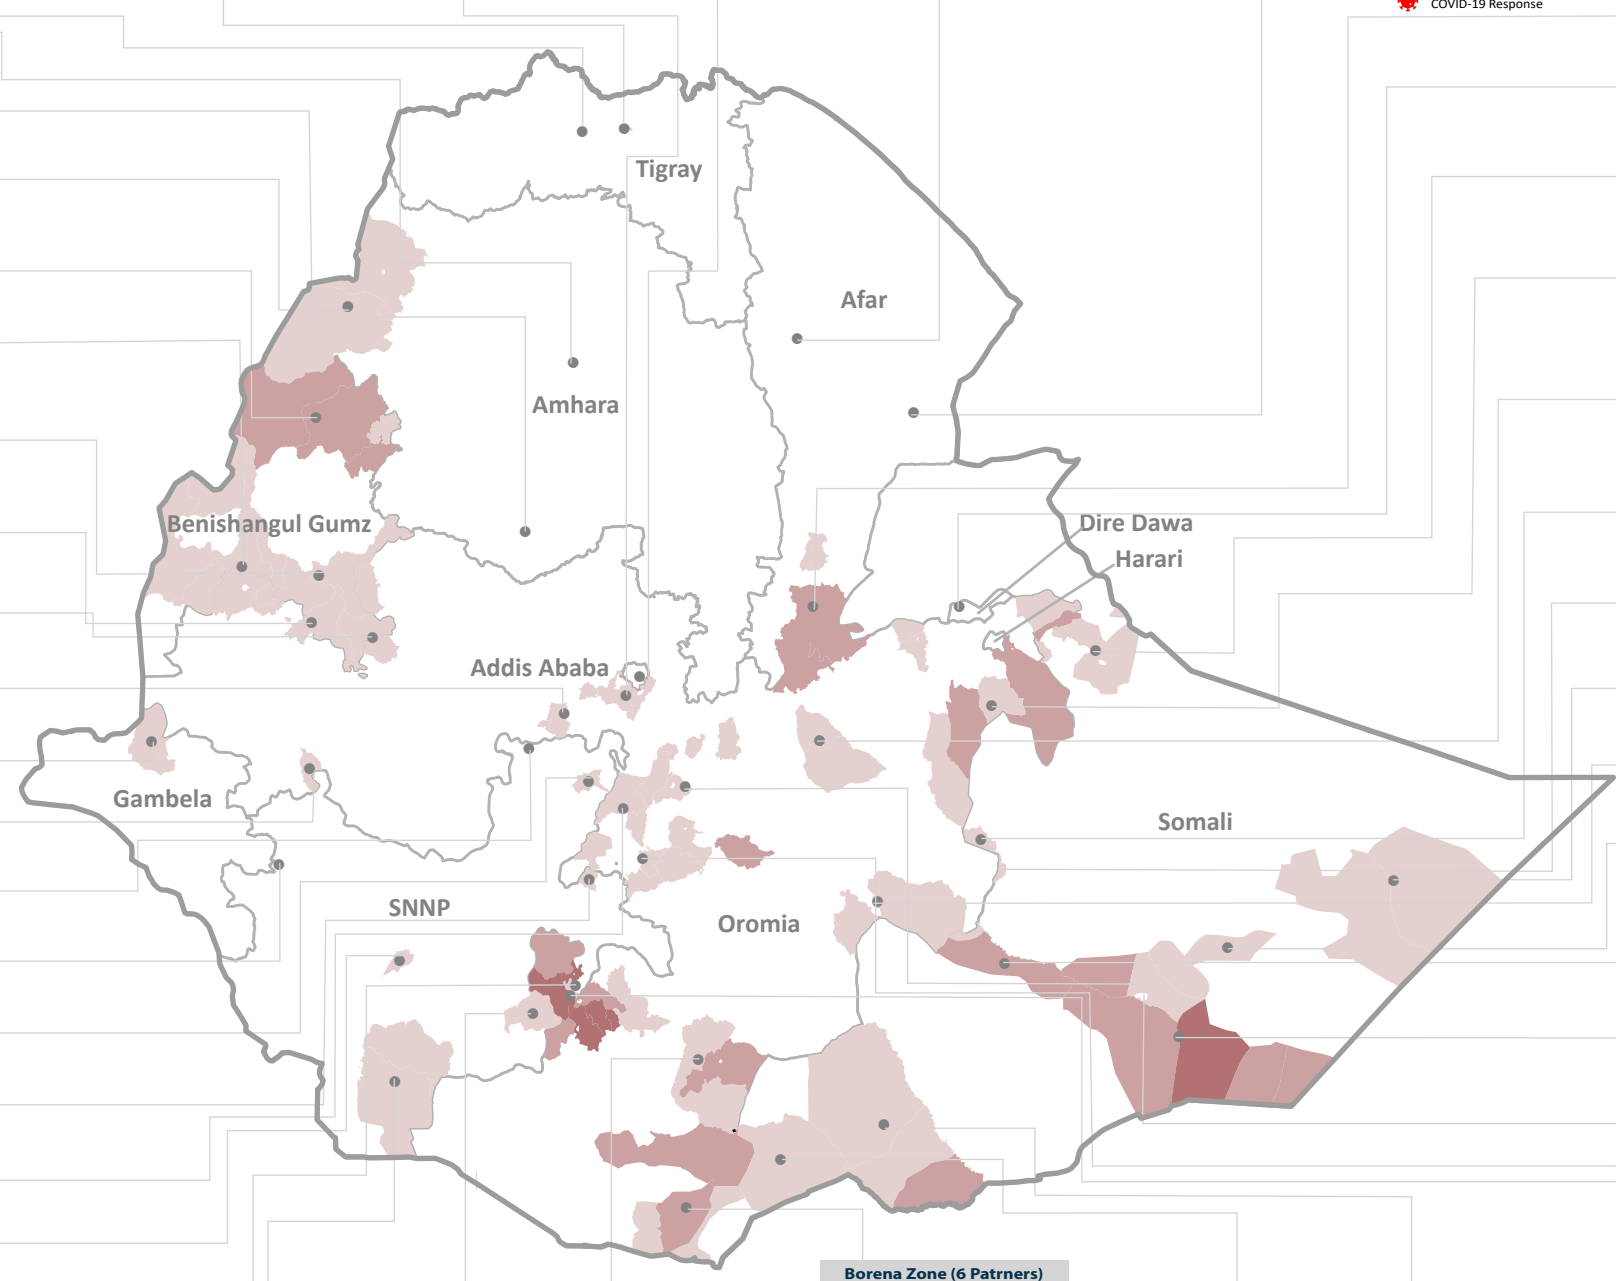 COVID-19 Response
Tigray
Afar
Amhara
Benishangul Gumz
Dire Dawa
Harari
Addis Ababa
Gambela
Somali
SNNP
Oromia
Borena Zone (6 Patrners)